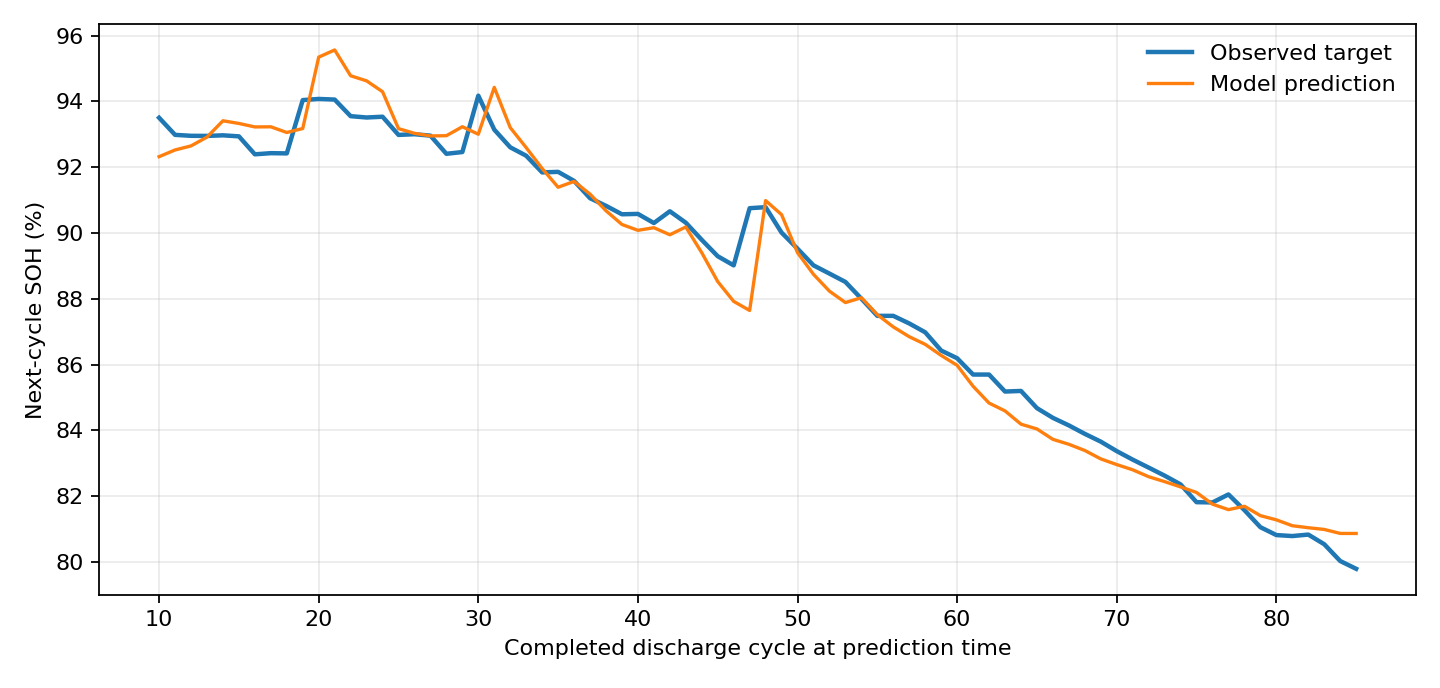 Observed target
Model prediction
Next-cycle SOH (%)
96
94
92
90
88
86
84
82
80
10 20 30 40 50 60 70 80
Completed discharge cycle at prediction time